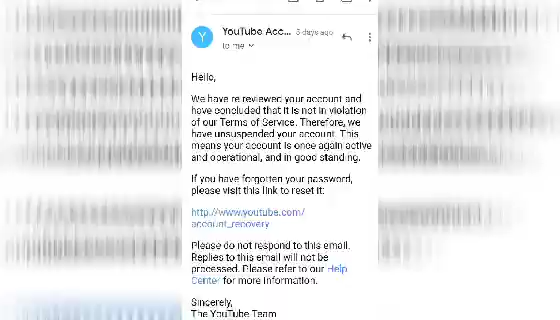 YouTube Acc... 5 days ago
to me
Y
Hello,
We have re reviewed your account and
have concluded that it is not in violation
of our Terms of Service. Therefore, we
have unsuspended your account. This
means your account is once again active
and operational, and in good standing.
If you have forgotten your password,
please visit this link to reset it:
http://www.youtube.com/
account_recovery
Please do not respond to this email.
Replies to this email will not be
processed. Please refer to our Help
Center for more information.
Sincerely,
The YouTube Team